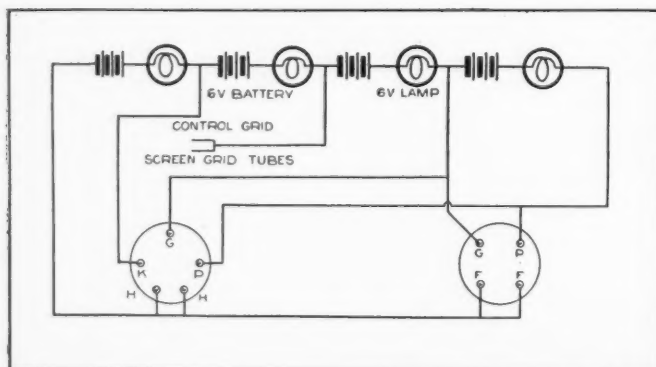 6V BATTERY
6V LAMP
CONTROL GRID
SCREEN GRID TUBES
G
K
P
H
H
G
P
F
F